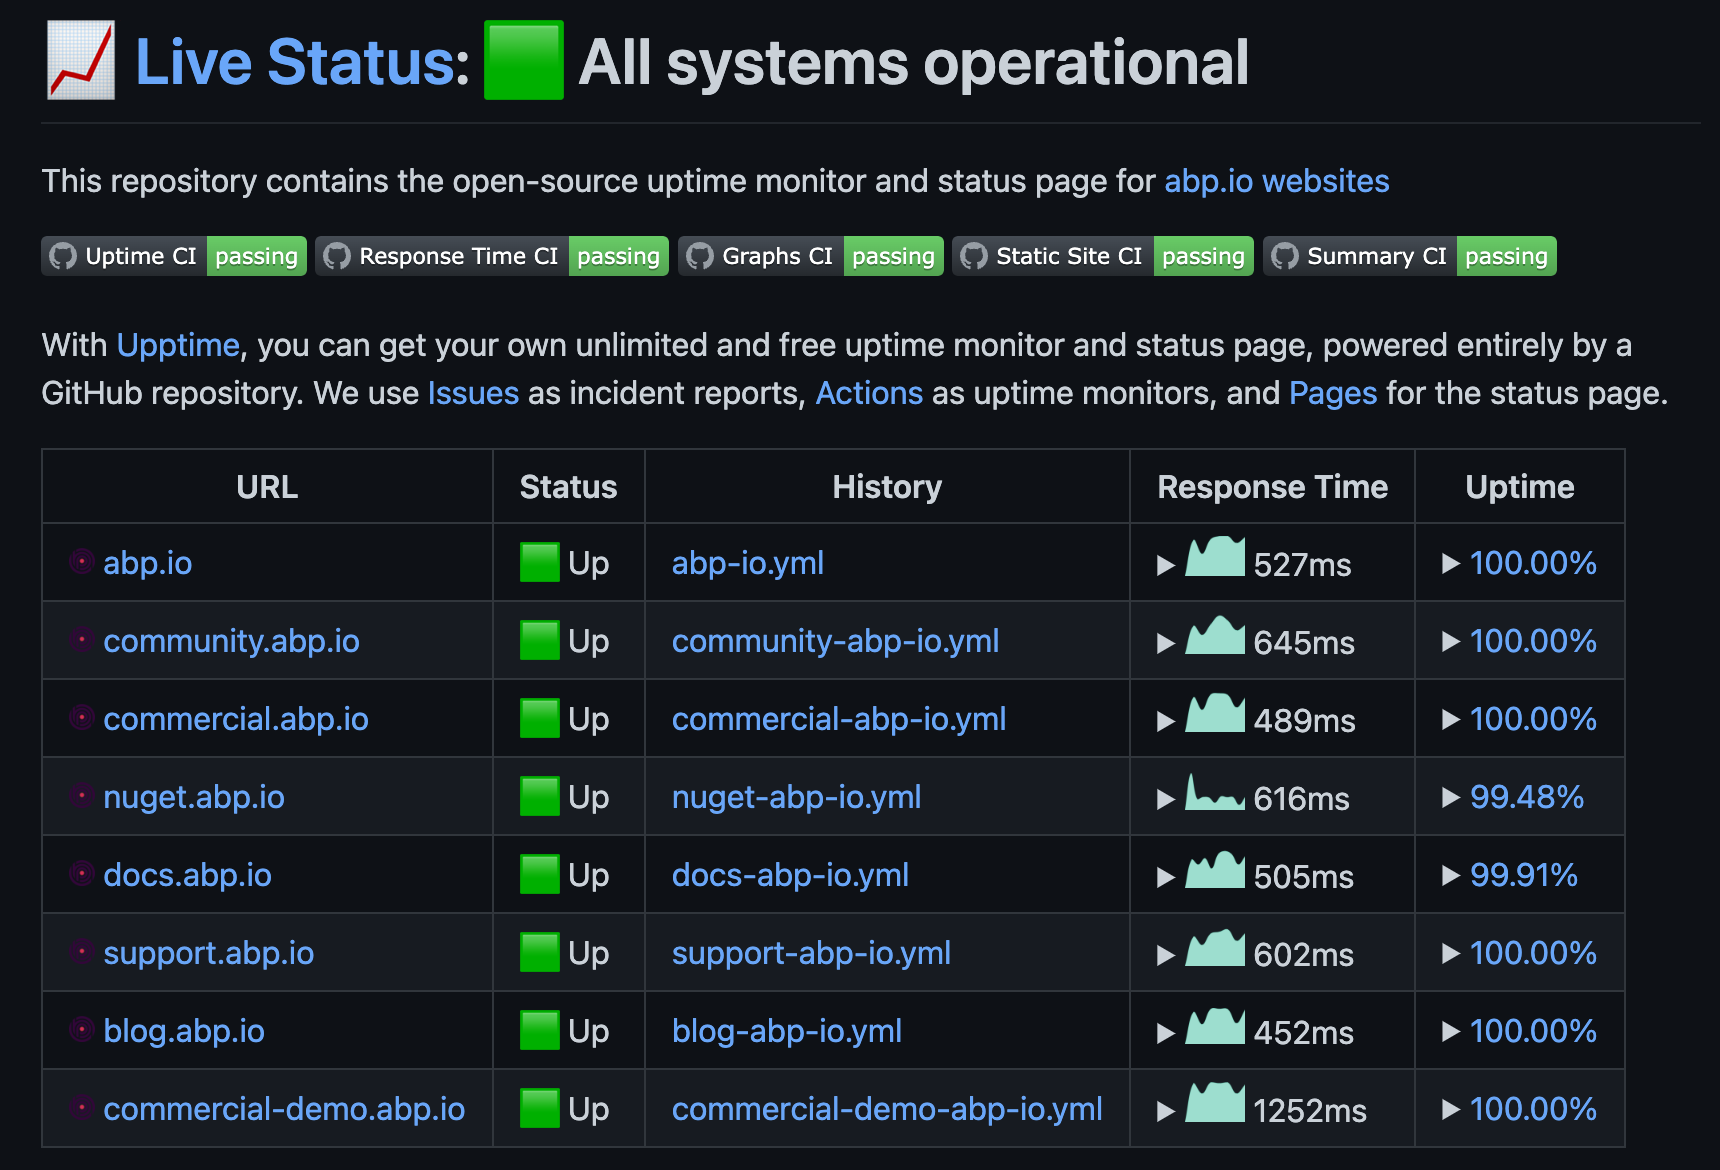 Live Status: All systems operational
This repository contains the open-source uptime monitor and status page for abp.io websites
Uptime CI passing Response Time CI passing Graphs CI passing Static Site CI passing Summary CI passing
With Upptime, you can get your own unlimited and free uptime monitor and status page, powered entirely by a
GitHub repository. We use Issues as incident reports, Actions as uptime monitors, and Pages for the status page.
URL Status History Response Time Uptime
abp.io Up abp-io.yml 527ms 100.00%
community.abp.io Up community-abp-io.yml 645ms 100.00%
commercial.abp.io Up commercial-abp-io.yml 489ms 100.00%
nuget.abp.io Up nuget-abp-io.yml 616ms 99.48%
docs.abp.io Up docs-abp-io.yml 505ms 99.91%
support.abp.io Up support-abp-io.yml 602ms 100.00%
blog.abp.io Up blog-abp-io.yml 452ms 100.00%
commercial-demo.abp.io Up commercial-demo-abp-io.yml 1252ms 100.00%